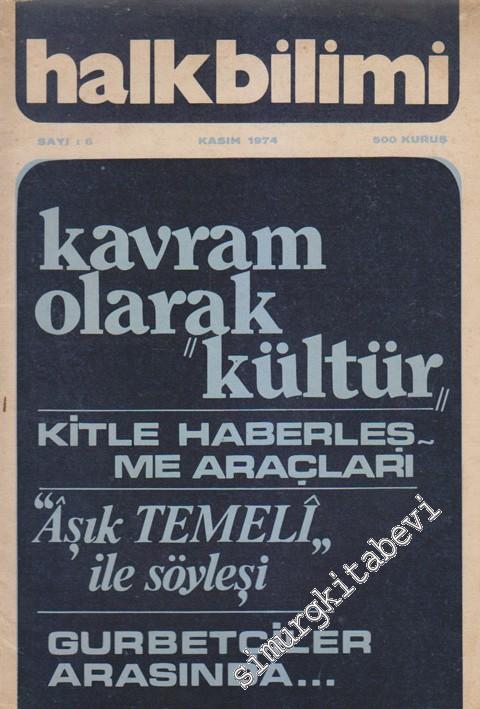 halkbilimi
SAYI : 6 KASIM 1974 500 KURUŞ
kavram
olarak
"kültür"
KİTLE HABERLEŞ~
ME ARAÇLARI
“Âşık TEMELÎ„
ile söyleşi
GURBETÇİLER
ARASINDA...
simurgkitabevi